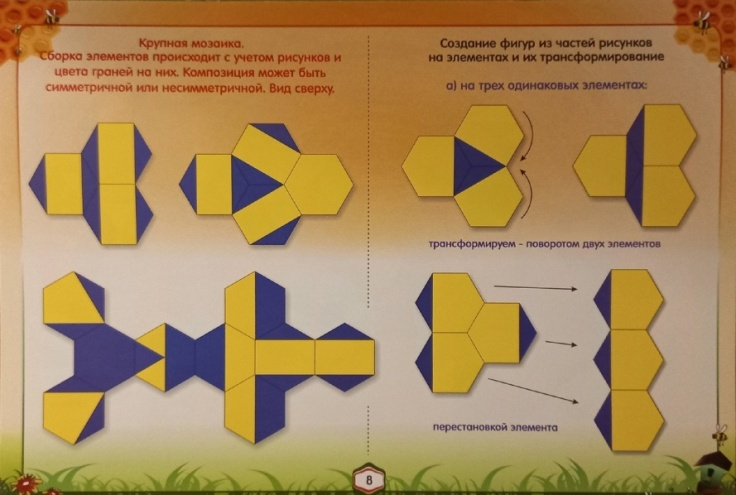 Крупная мозаика.
Сборка элементов происходит с учетом рисунков и
цвета граней на них. Композиция может быть
симметричной или несимметричной. Вид сверху.
Создание фигур из частей рисунков
на элементах и их трансформирование
а) на трех одинаковых элементах:
трансформируем - поворотом двух элементов
перестановкой элемента
8